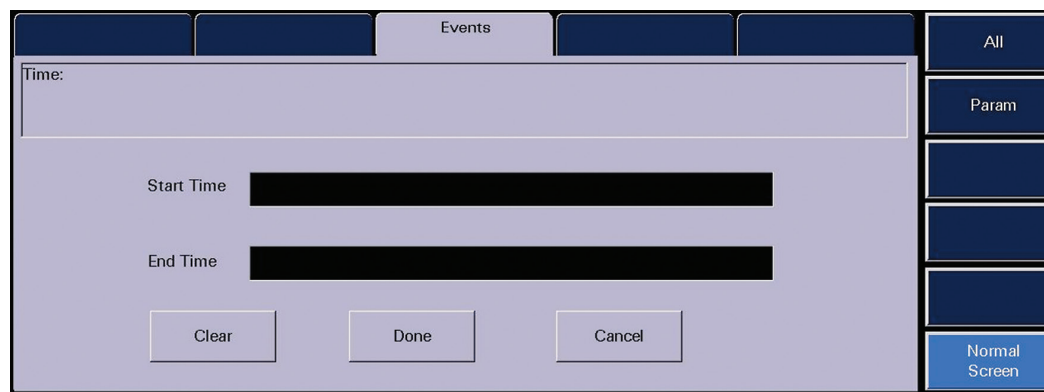 Events
All
Time:
Param
Start Time
End Time
Clear
Done
Cancel
Normal
Screen